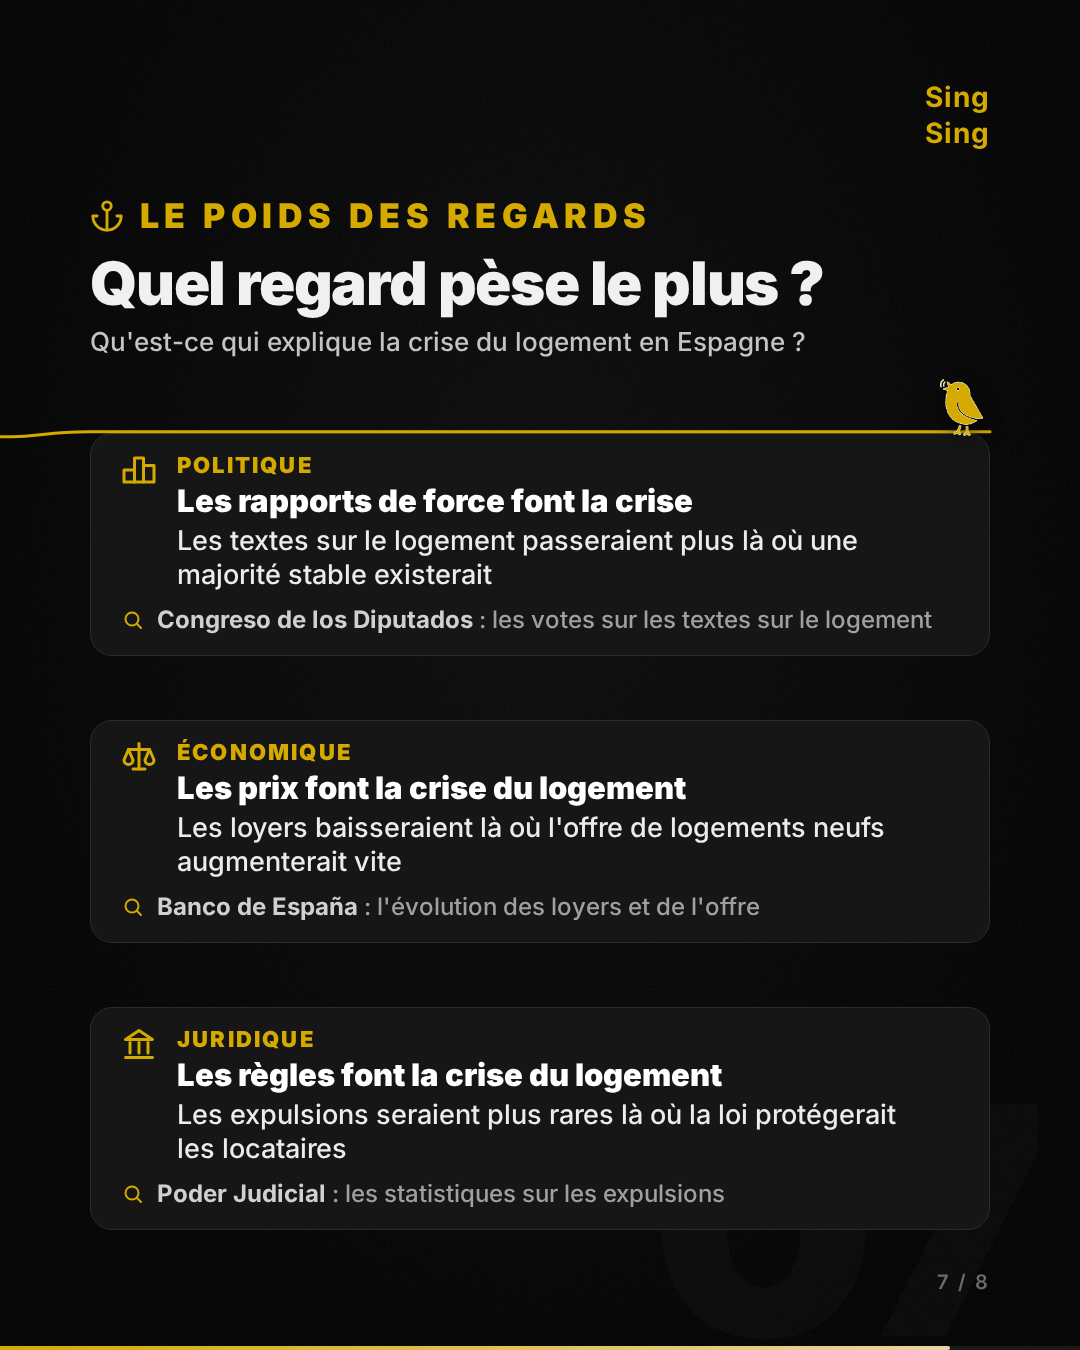 Sing
Sing
LE POIDS DES REGARDS
Quel regard pèse le plus ?
Qu'est-ce qui explique la crise du logement en Espagne ?
POLITIQUE
Les rapports de force font la crise
Les textes sur le logement passeraient plus là où une
majorité stable existerait
Congreso de los Diputados : les votes sur les textes sur le logement
ÉCONOMIQUE
Les prix font la crise du logement
Les loyers baisseraient là où l'offre de logements neufs
augmenterait vite
Banco de España : l'évolution des loyers et de l'offre
JURIDIQUE
Les règles font la crise du logement
Les expulsions seraient plus rares là où la loi protégerait
les locataires
Poder Judicial : les statistiques sur les expulsions
07
7 / 8